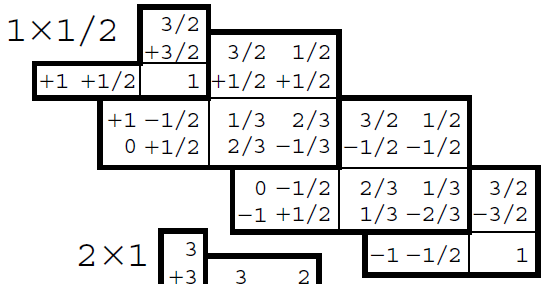 1×1/2
3/2
+3/2 3/2 1/2
+1 +1/2 1 +1/2 +1/2
+1 −1/2 1/3 2/3 3/2 1/2
0 +1/2 2/3 −1/3 −1/2 −1/2
0 −1/2 2/3 1/3 3/2
−1 +1/2 1/3 −2/3 −3/2
2×1 3 −1 −1/2 1
+3 3 2